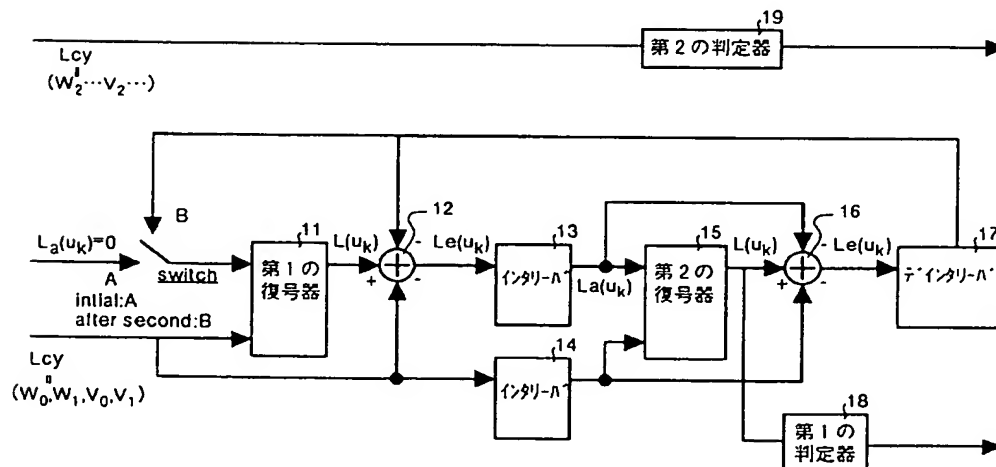 19
第2の判定器
Lcy
(W₂···V₂···)
B
Lₐ(uₖ)=0
A
switch
intial:A
after second:B
Lcy
(W₀,W₁,V₀,V₁)
11
第1の
復号器
L(uₖ)
12
+
-
-
Le(uₖ)
13
インタリーバ
La(uₖ)
14
インタリーバ
15
第2の
復号器
L(uₖ)
16
+
-
-
Le(uₖ)
17
デインタリーバ
18
第1の
判定器